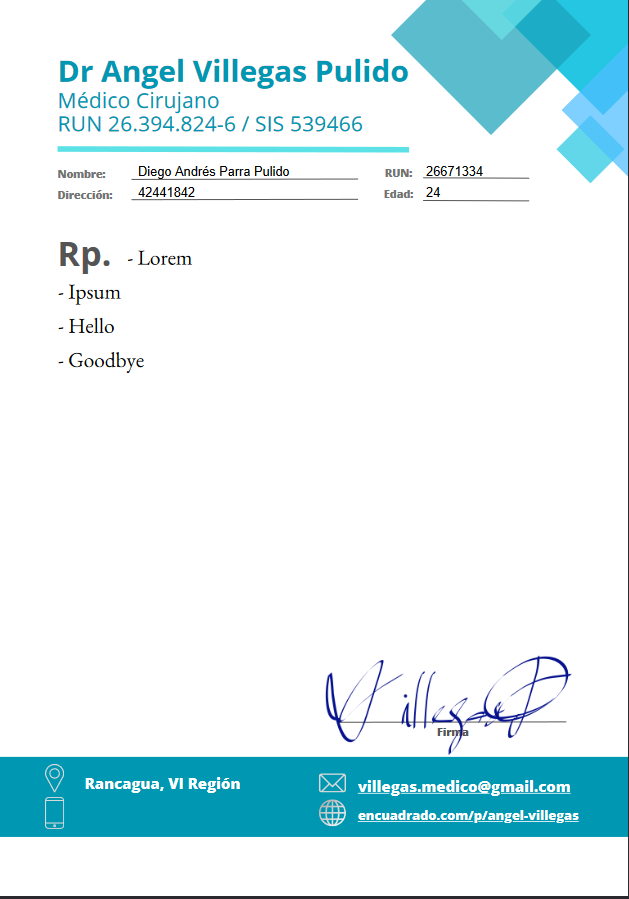 Dr Angel Villegas Pulido
Médico Cirujano
RUN 26.394.824-6 / SIS 539466
Nombre: Diego Andrés Parra Pulido RUN: 26671334
Dirección: 42441842 Edad: 24
Rp. - Lorem
- Ipsum
- Hello
- Goodbye
Villegas P
Firma
Rancagua, VI Región
villegas.medico@gmail.com
encuadrado.com/p/angel-villegas